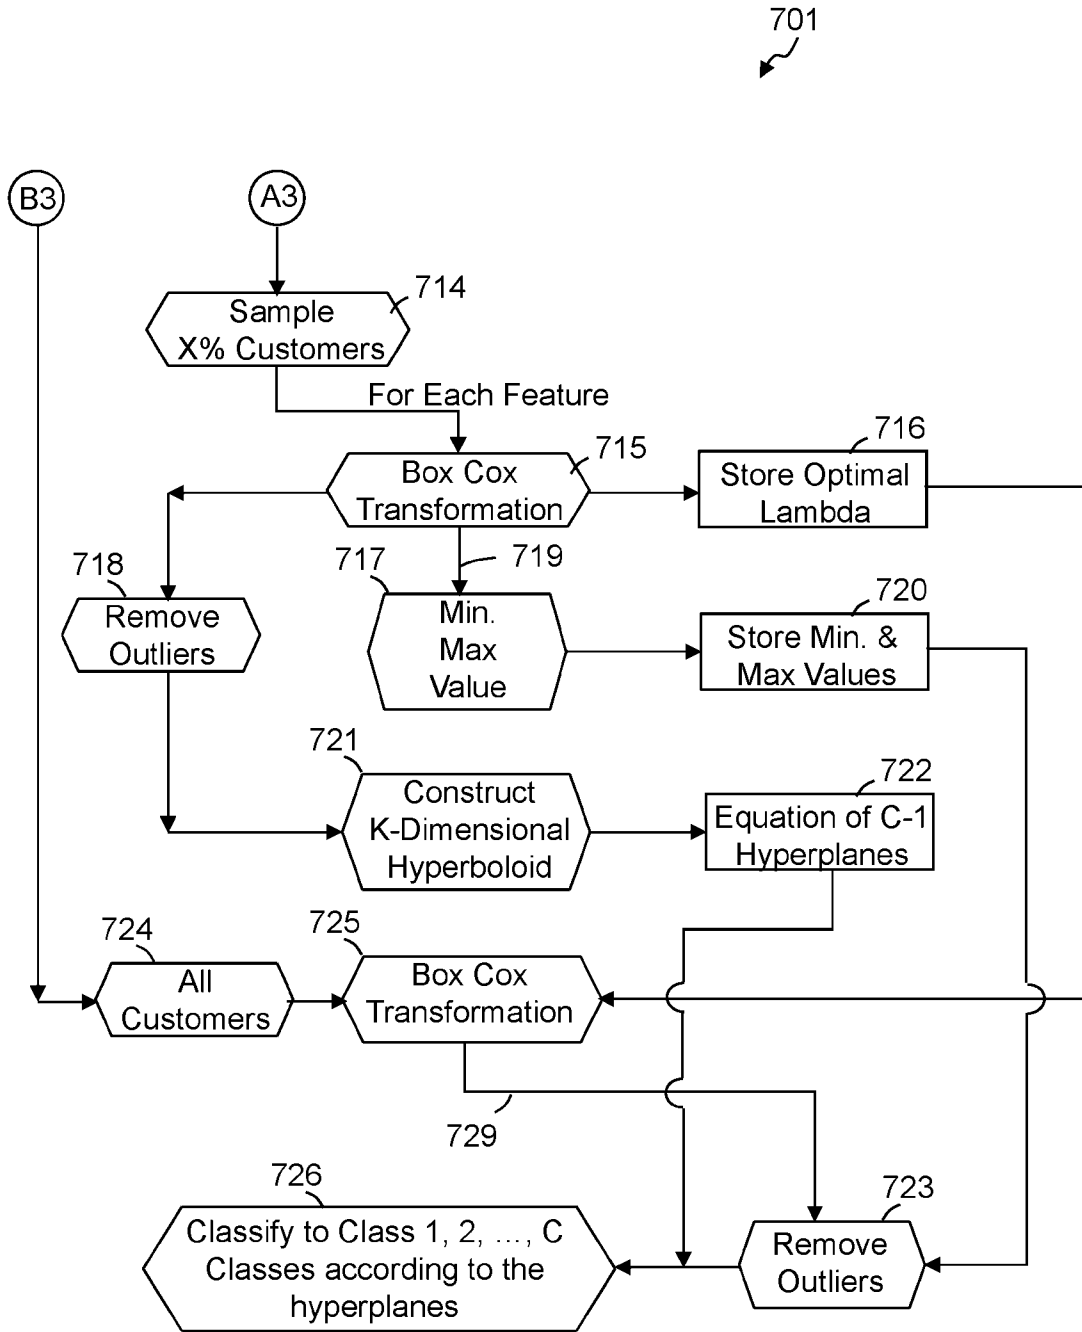 701
B3
A3
714
Sample
X% Customers
For Each Feature
715
Box Cox
Transformation
716
Store Optimal
Lambda
718
Remove
Outliers
717
719
Min.
Max
Value
720
Store Min. &
Max Values
721
Construct
K-Dimensional
Hyperboloid
722
Equation of C-1
Hyperplanes
724
All
Customers
725
Box Cox
Transformation
729
726
Classify to Class 1, 2, ..., C
Classes according to the
hyperplanes
723
Remove
Outliers